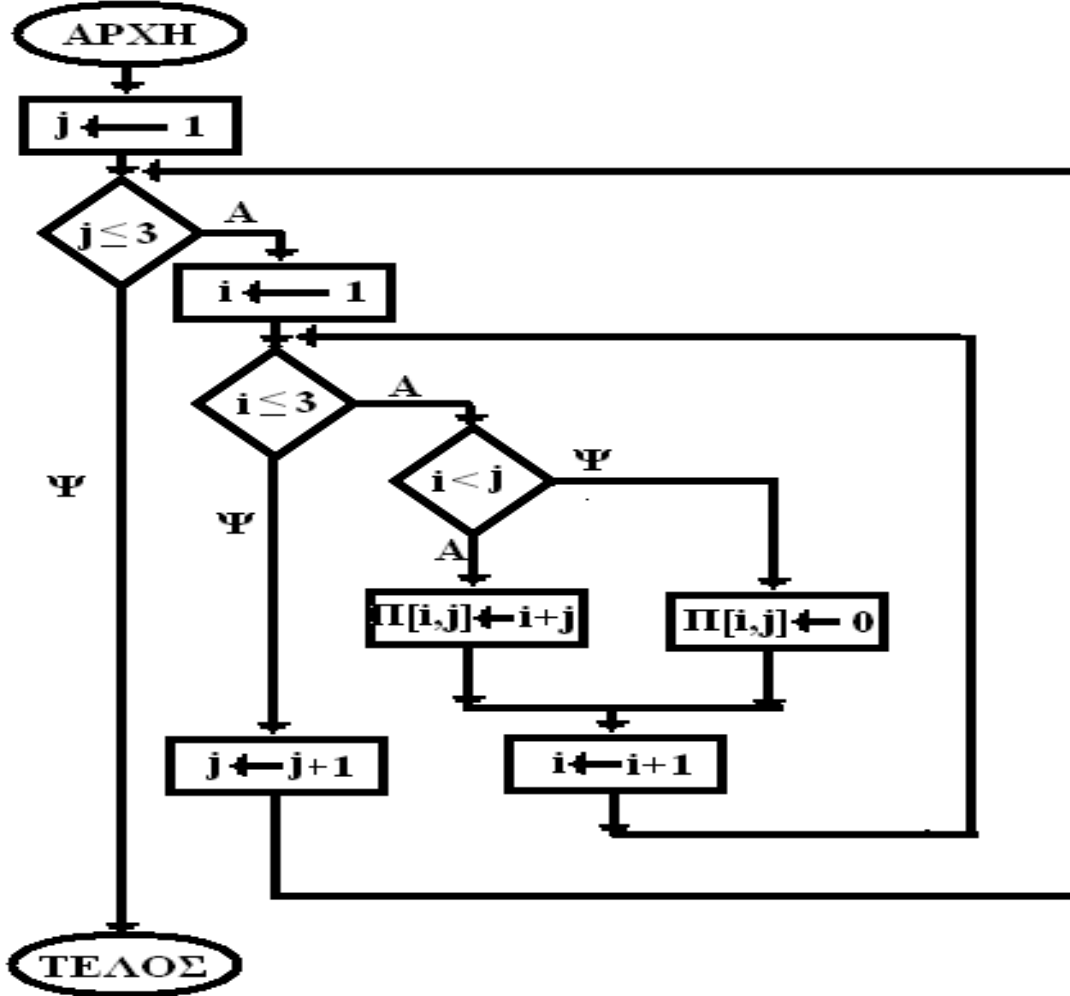 ΑΡΧΗ
j ← 1
j ≤ 3
Α
i ← 1
i ≤ 3
Α
i < j
Ψ
Ψ
Ψ
Α
Π[i,j] ← i+j
Π[i,j] ← 0
j ← j+1
i ← i+1
ΤΕΛΟΣ